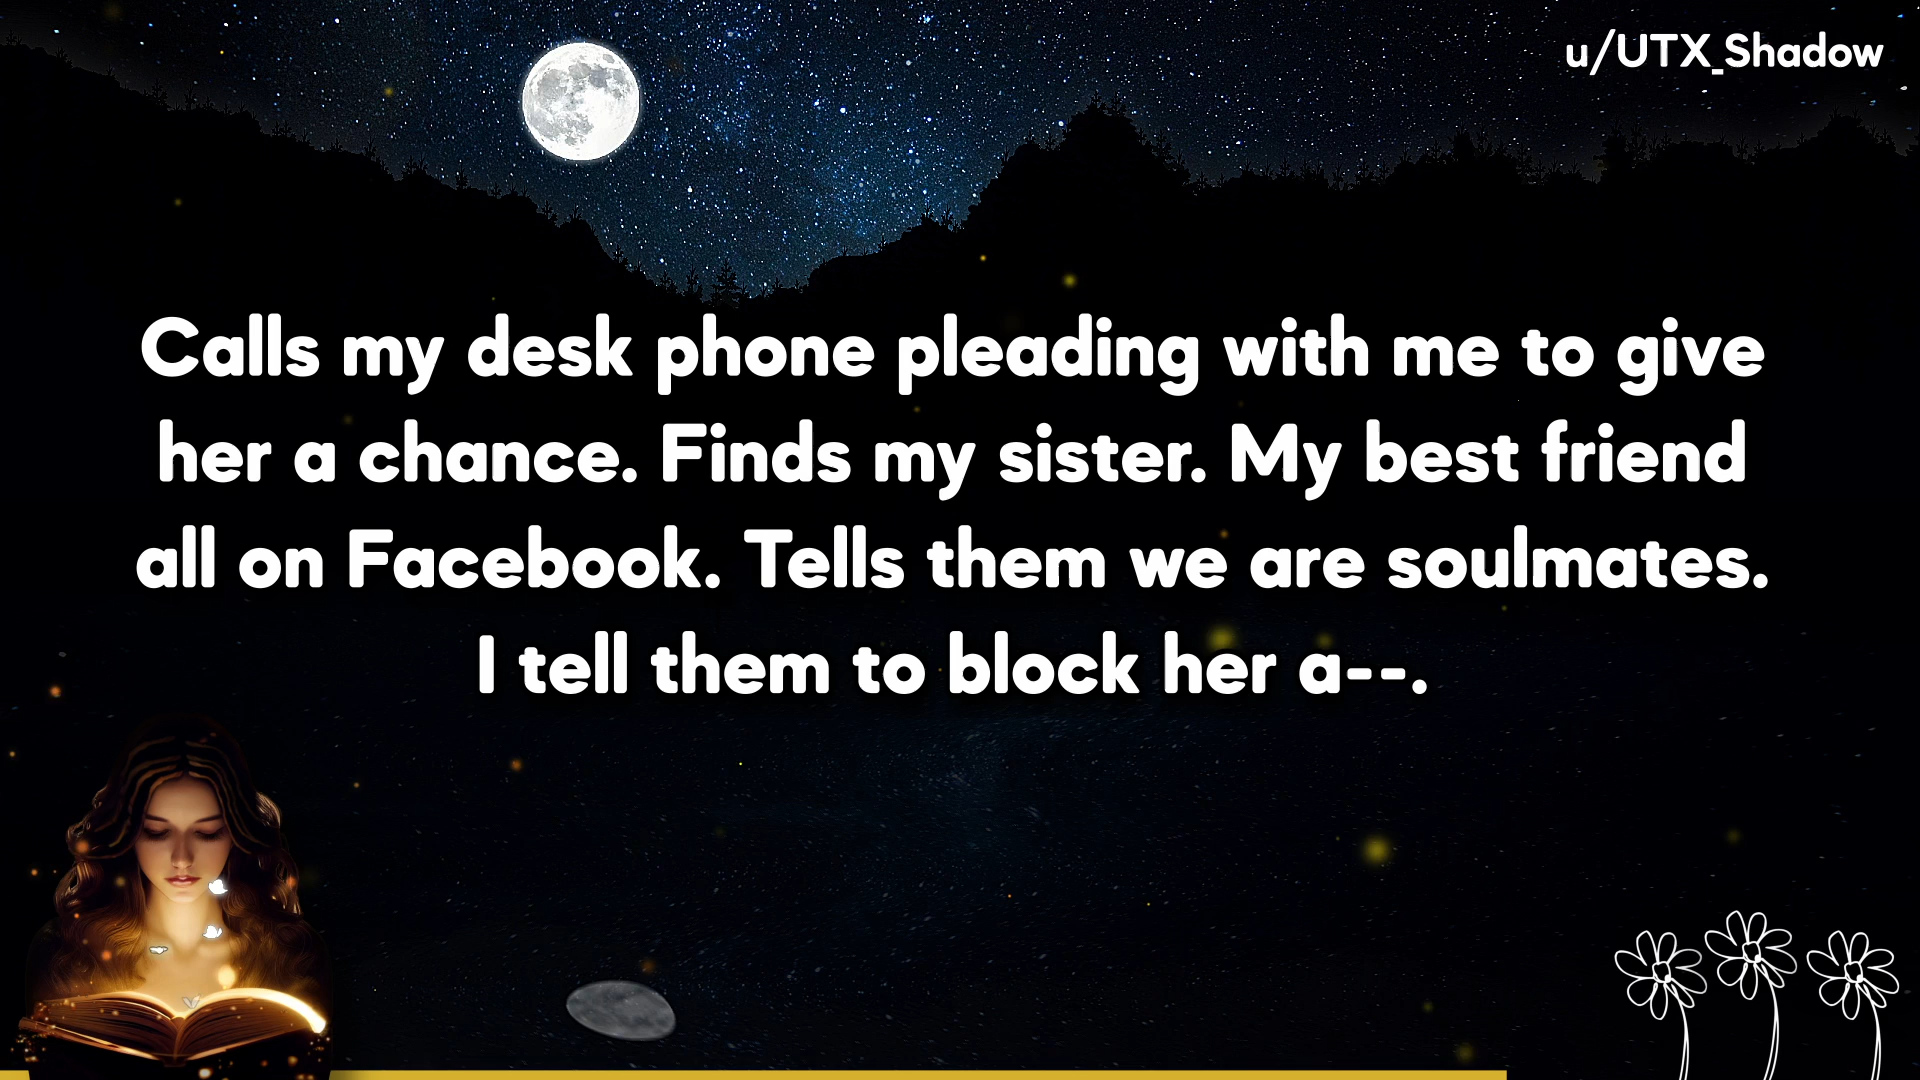 u/UTX_Shadow
Calls my desk phone pleading with me to give
her a chance. Finds my sister. My best friend
all on Facebook. Tells them we are soulmates.
I tell them to block her a--.